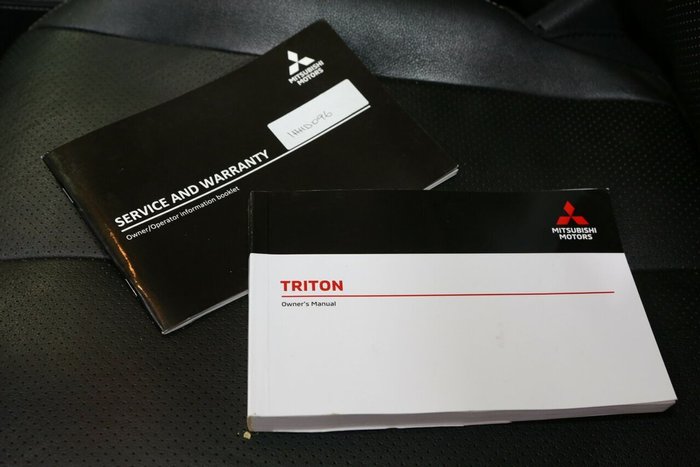 MITSUBISHI
MOTORS
SERVICE AND WARRANTY
Owner/Operator information booklet
MITSUBISHI
MOTORS
TRITON
Owner's Manual